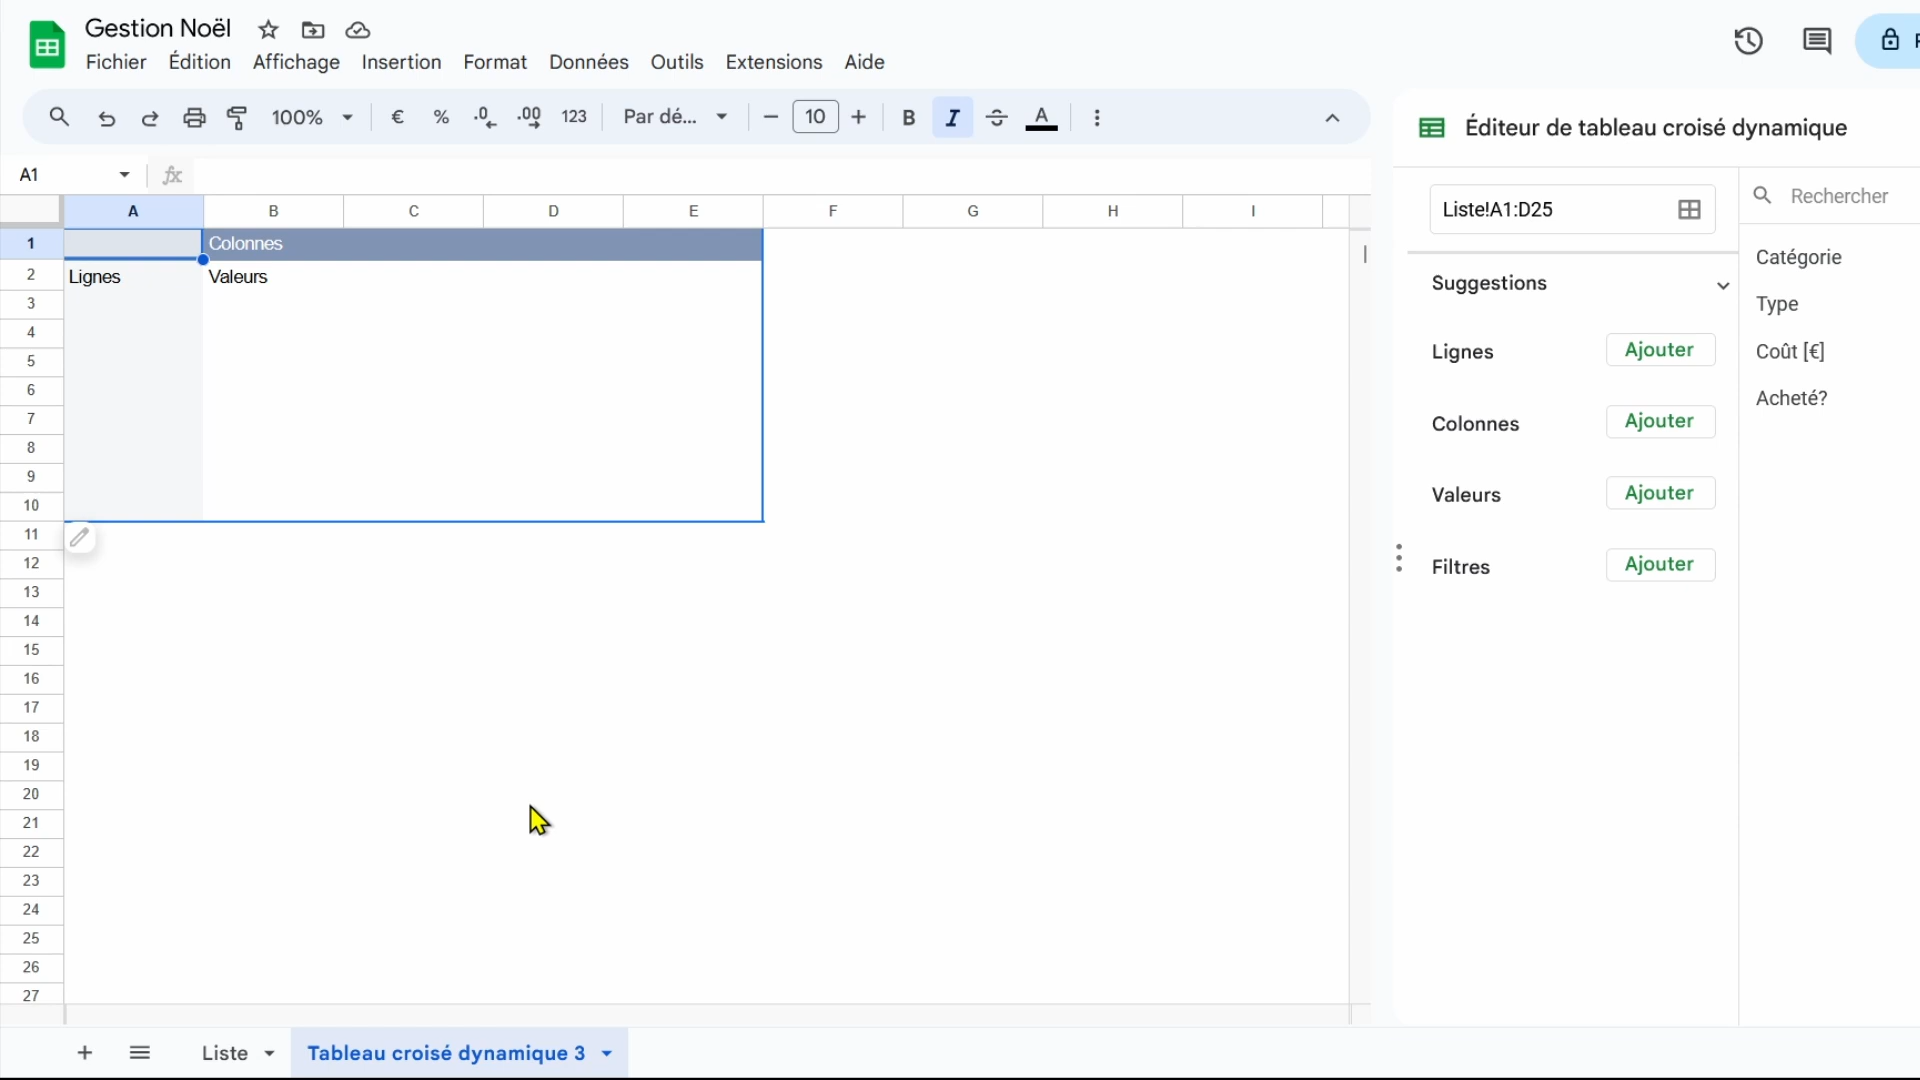 Gestion Noël
Fichier Édition Affichage Insertion Format Données Outils Extensions Aide
100% € % .0 .00 123 Par dé... 10 B I S A
A1 fx
A B C D E F G H I
1 Colonnes
2 Lignes Valeurs
3
4
5
6
7
8
9
10
11
12
13
14
15
16
17
18
19
20
21
22
23
24
25
26
27
Liste Tableau croisé dynamique 3
Éditeur de tableau croisé dynamique
Liste!A1:D25
Suggestions
Lignes Ajouter
Colonnes Ajouter
Valeurs Ajouter
Filtres Ajouter
Rechercher
Catégorie
Type
Coût [€]
Acheté?